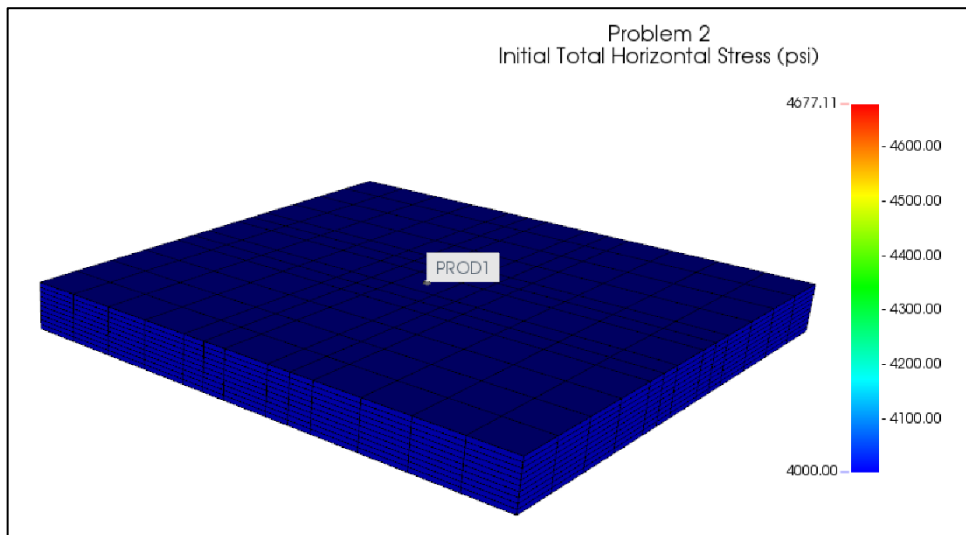 Problem 2
Initial Total Horizontal Stress (psi)
4677.11
4600.00
4500.00
4400.00
4300.00
4200.00
4100.00
4000.00
PROD1